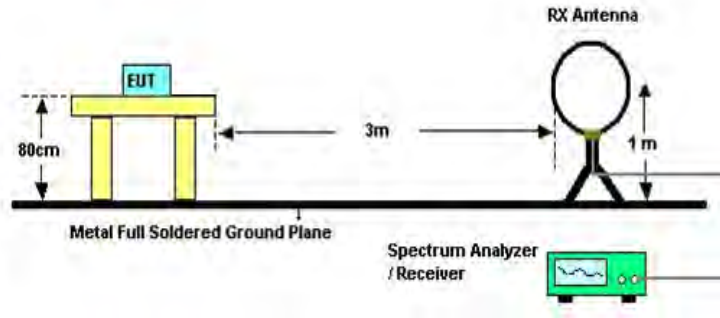 RX Antenna
EUT
80cm
3m
1 m
Metal Full Soldered Ground Plane
Spectrum Analyzer
/ Receiver